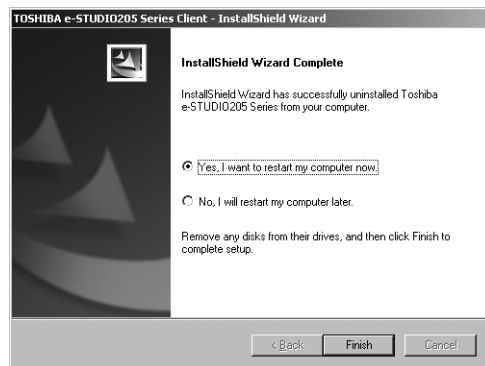 TOSHIBA e-STUDIO205 Series Client - InstallShield Wizard
InstallShield Wizard Complete
InstallShield Wizard has successfully uninstalled Toshiba
e-STUDIO205 Series from your computer.
Yes, I want to restart my computer now.
No, I will restart my computer later.
Remove any disks from their drives, and then click Finish to
complete setup.
< Back Finish Cancel